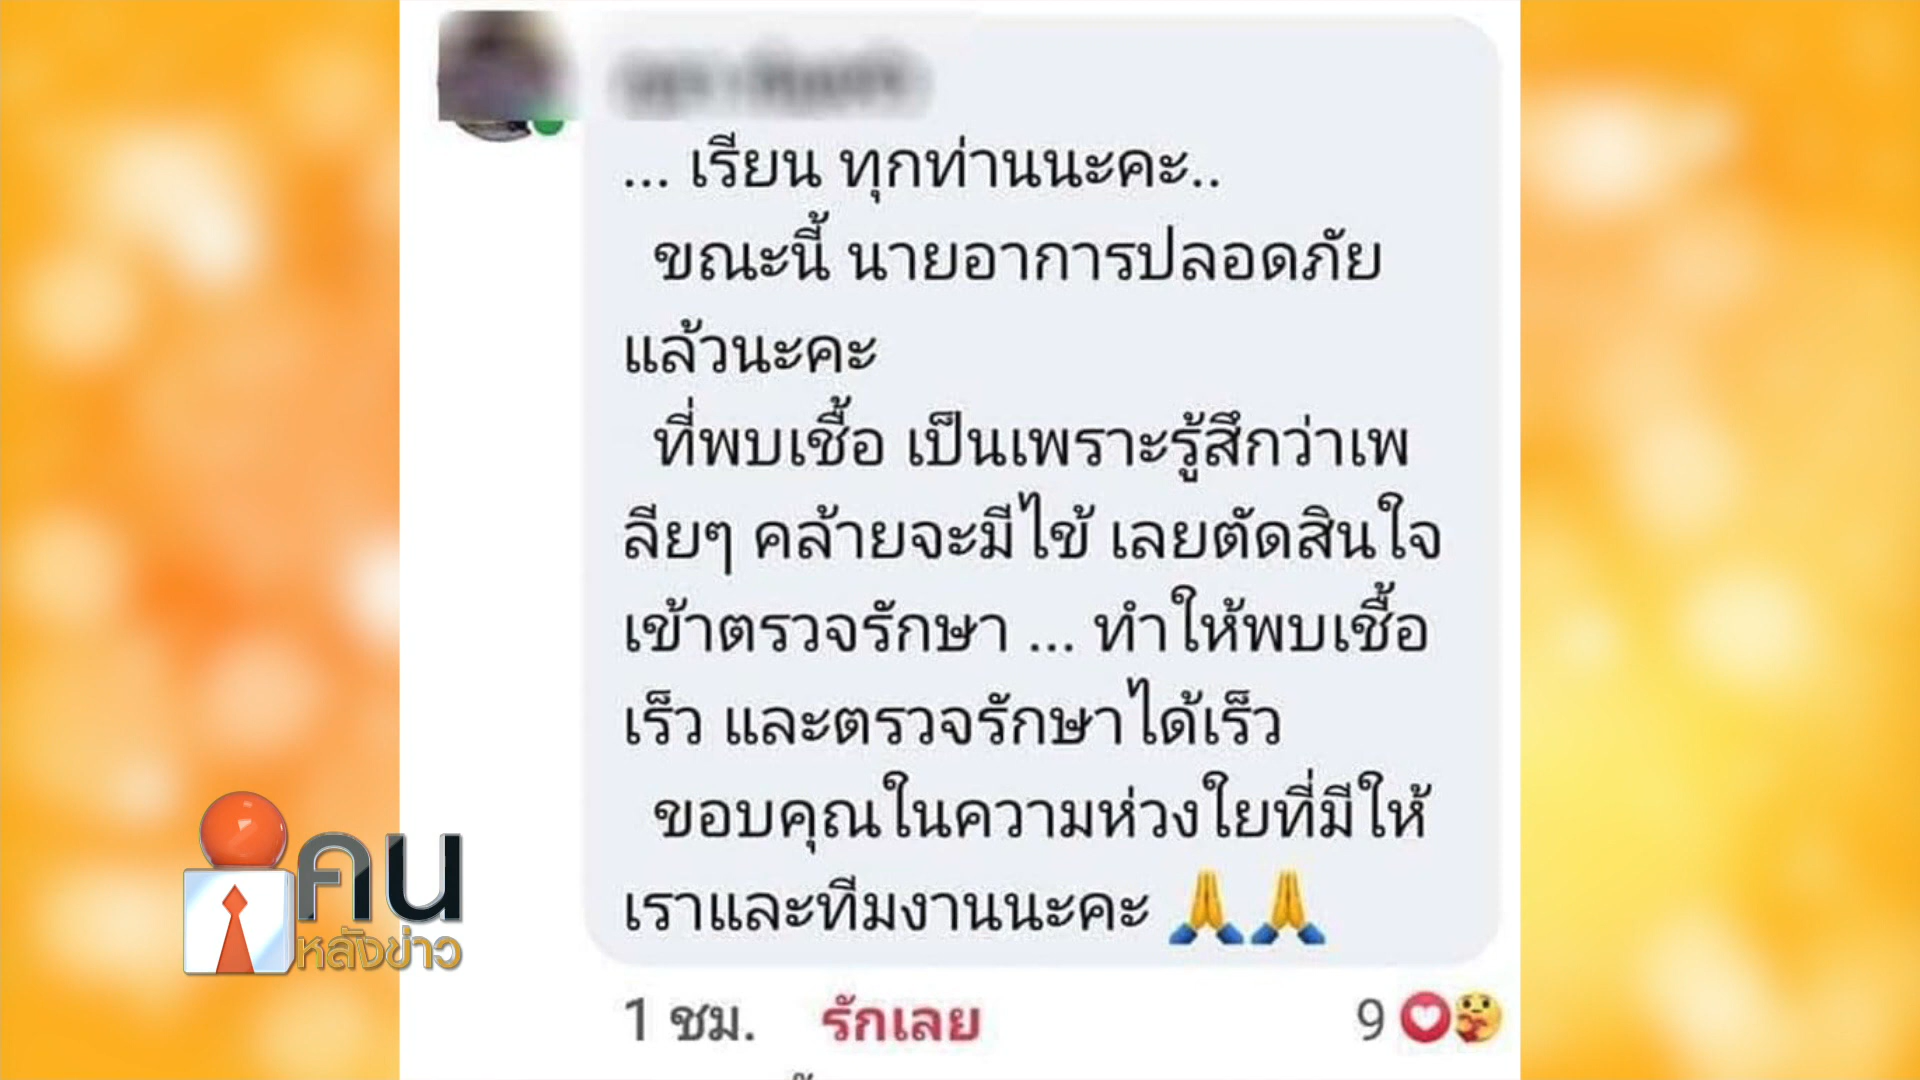 ... เรียน ทุกท่านนะคะ..
ขณะนี้ นายอาการปลอดภัย
แล้วนะคะ
ที่พบเชื้อ เป็นเพราะรู้สึกว่าเพ
ลียๆ คล้ายจะมีไข้ เลยตัดสินใจ
เข้าตรวจรักษา ... ทำให้พบเชื้อ
เร็ว และตรวจรักษาได้เร็ว
ขอบคุณในความห่วงใยที่มีให้
เราและทีมงานนะคะ 🙏🙏
1 ชม. รักเลย 9
คน
หลังข่าว